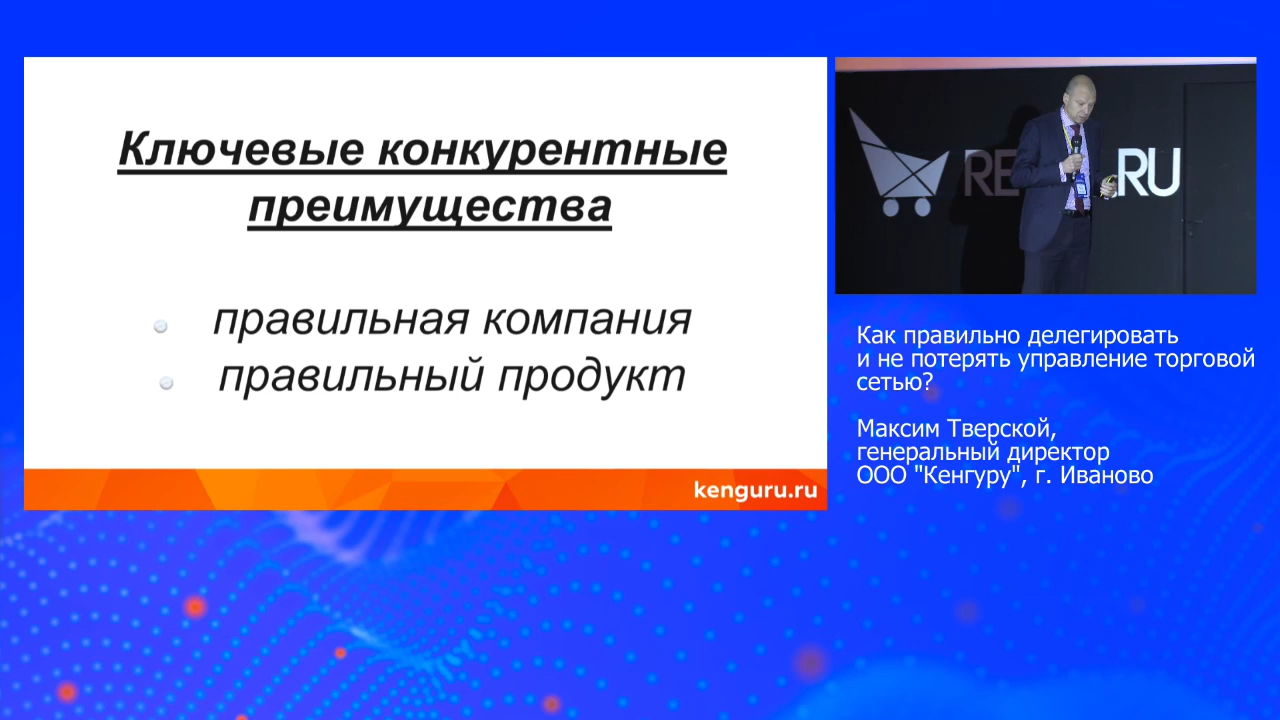 Ключевые конкурентные
преимущества
правильная компания
правильный продукт
kenguru.ru
RE
.RU
Как правильно делегировать
и не потерять управление торговой
сетью?
Максим Тверской,
генеральный директор
ООО "Кенгуру", г. Иваново